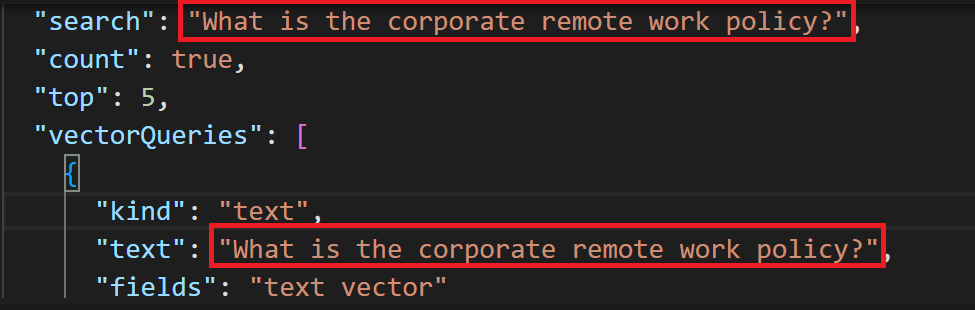 "search": "What is the corporate remote work policy?",
"count": true,
"top": 5,
"vectorQueries": [
{
"kind": "text",
"text": "What is the corporate remote work policy?",
"fields": "text vector"